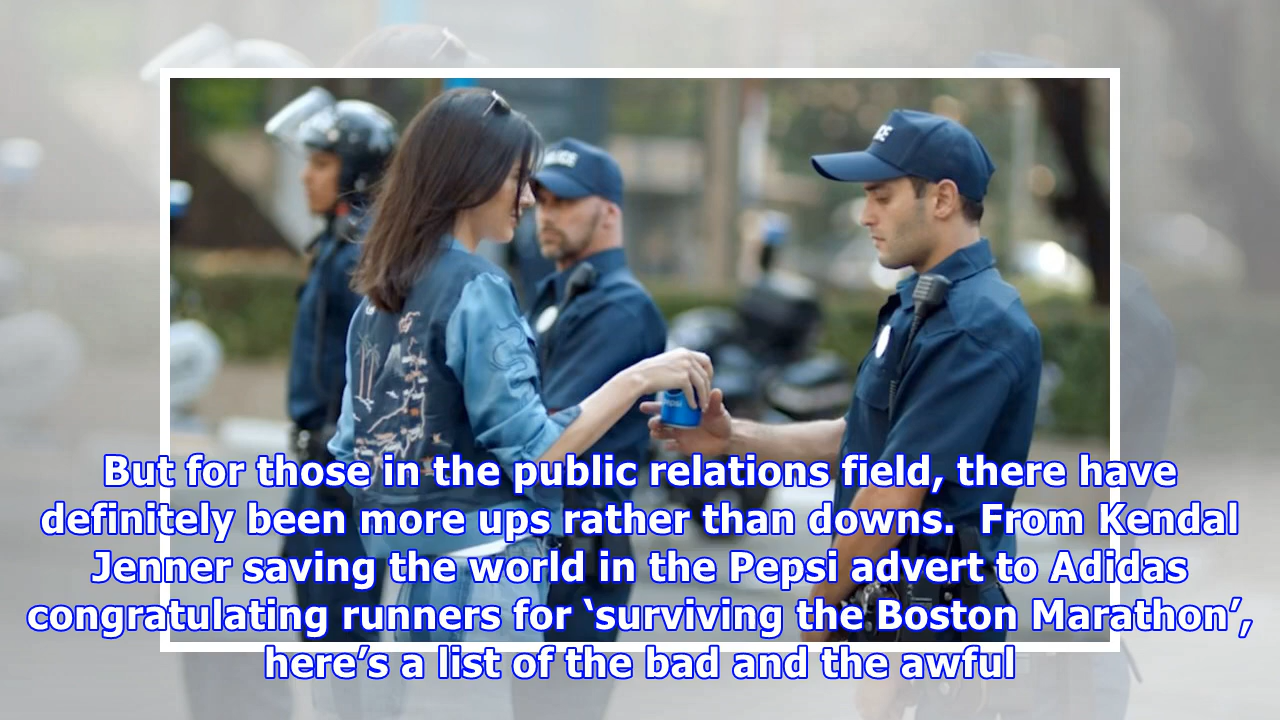 POLICE
pepsi
But for those in the public relations field, there have
definitely been more ups rather than downs.  From Kendal
Jenner saving the world in the Pepsi advert to Adidas
congratulating runners for ‘surviving the Boston Marathon’,
here’s a list of the bad and the awful